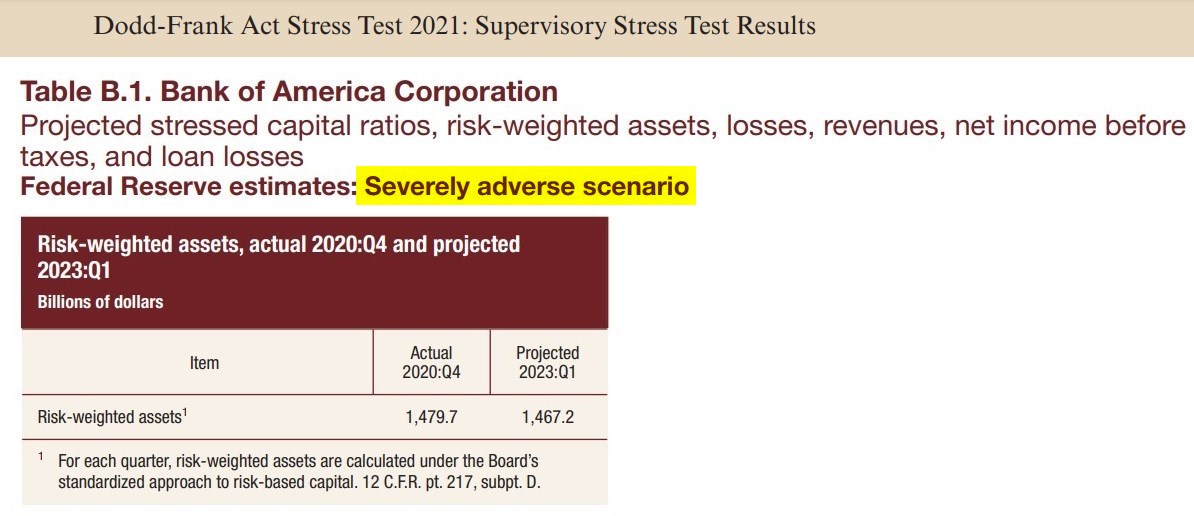 Dodd-Frank Act Stress Test 2021: Supervisory Stress Test Results
Table B.1. Bank of America Corporation
Projected stressed capital ratios, risk-weighted assets, losses, revenues, net income before
taxes, and loan losses
Federal Reserve estimates: Severely adverse scenario
Risk-weighted assets, actual 2020:Q4 and projected
2023:Q1
Billions of dollars
Item
Actual
2020:Q4
Projected
2023:Q1
Risk-weighted assets¹ 1,479.7 1,467.2
¹ For each quarter, risk-weighted assets are calculated under the Board's
standardized approach to risk-based capital. 12 C.F.R. pt. 217, subpt. D.